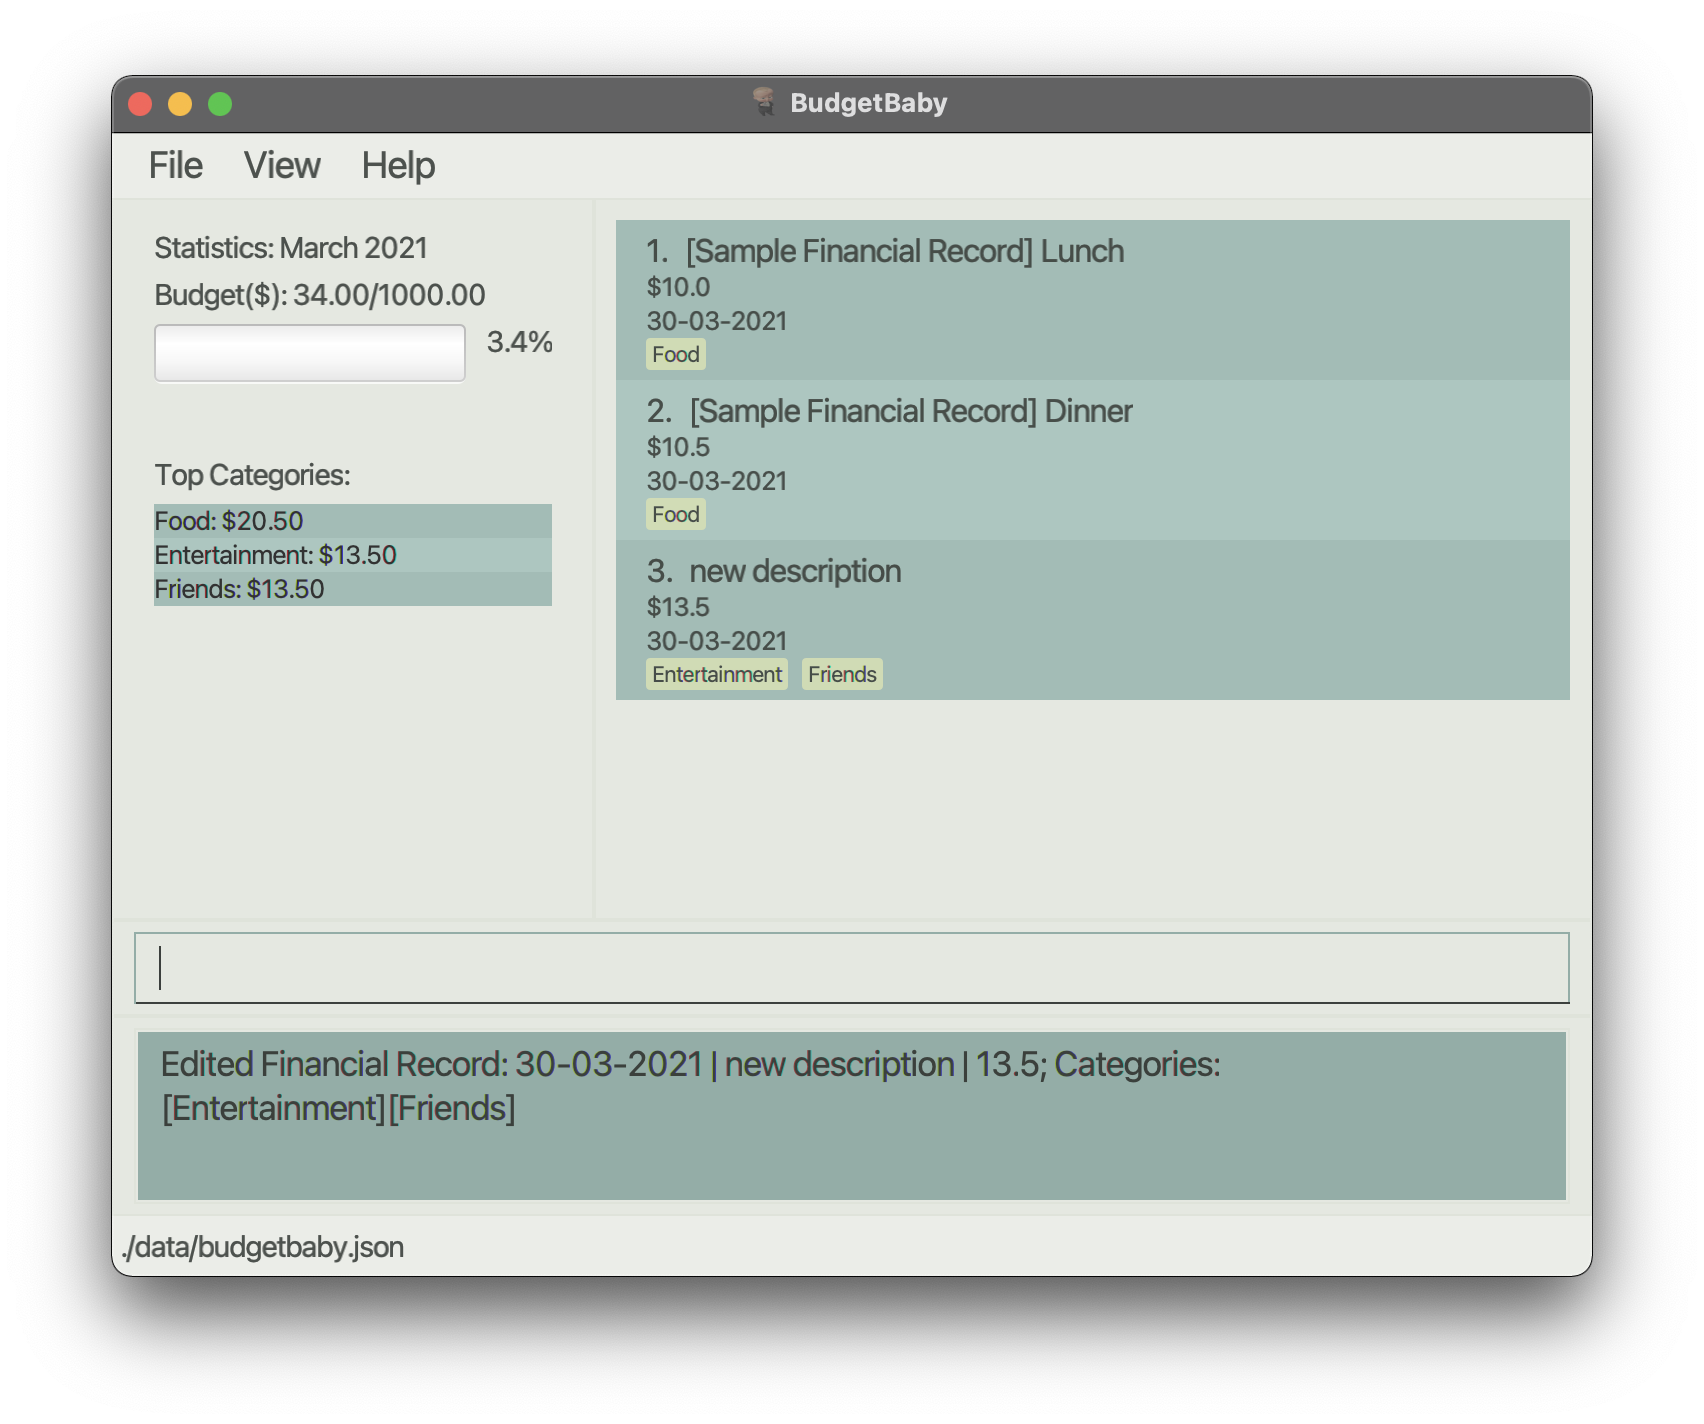 BudgetBaby
File View Help
Statistics: March 2021
Budget($): 34.00/1000.00
3.4%
Top Categories:
Food: $20.50
Entertainment: $13.50
Friends: $13.50
1. [Sample Financial Record] Lunch
$10.0
30-03-2021
Food
2. [Sample Financial Record] Dinner
$10.5
30-03-2021
Food
3. new description
$13.5
30-03-2021
Entertainment Friends
Edited Financial Record: 30-03-2021 | new description | 13.5; Categories:
[Entertainment][Friends]
./data/budgetbaby.json